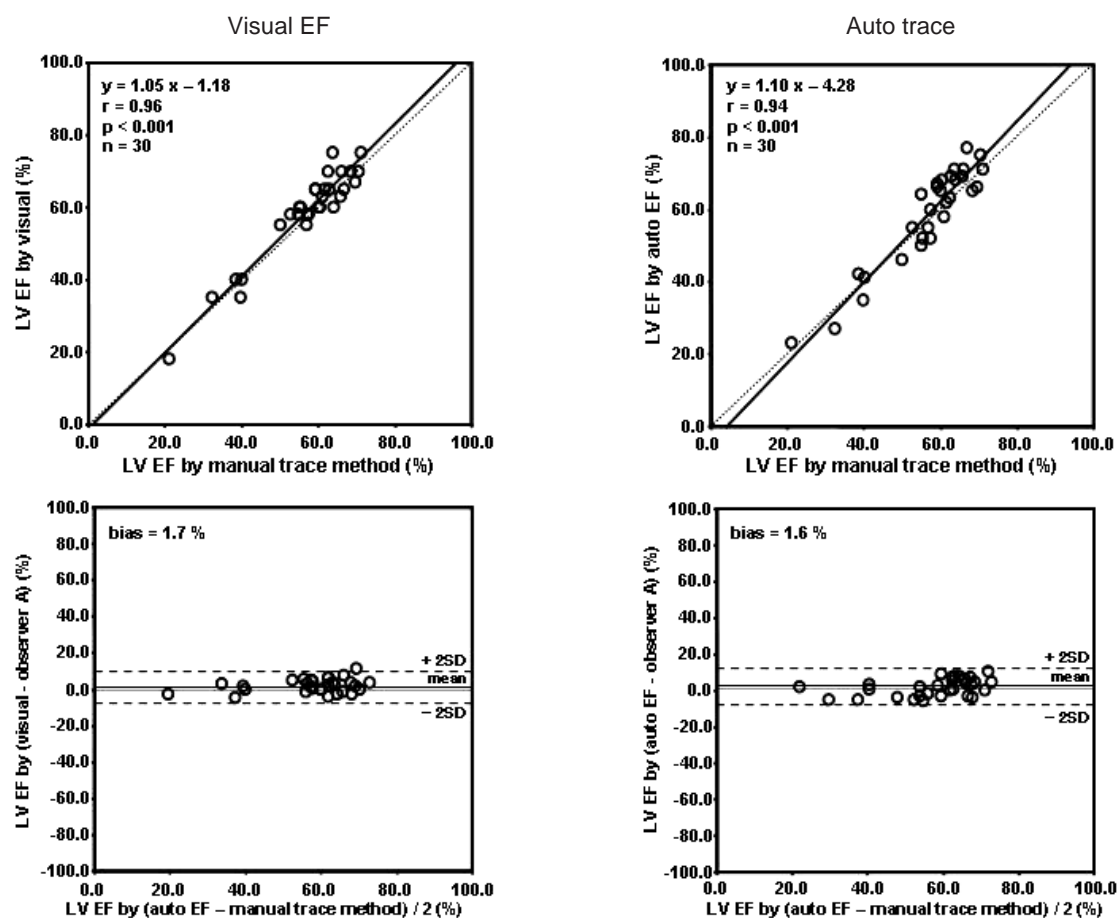 Visual EF
100.0
80.0
60.0
40.0
20.0
0.0
LV EF by visual (%)
y = 1.05 x – 1.18
r = 0.96
p < 0.001
n = 30
0.0 20.0 40.0 60.0 80.0 100.0
LV EF by manual trace method (%)
Auto trace
100.0
80.0
60.0
40.0
20.0
0.0
LV EF by auto EF (%)
y = 1.10 x – 4.28
r = 0.94
p < 0.001
n = 30
0.0 20.0 40.0 60.0 80.0 100.0
LV EF by manual trace method (%)
100.0
80.0
60.0
40.0
20.0
0.0
-20.0
-40.0
-60.0
-80.0
-100.0
LV EF by (visual - observer A) (%)
bias = 1.7 %
+ 2SD
mean
– 2SD
0.0 20.0 40.0 60.0 80.0 100.0
LV EF by (auto EF – manual trace method) / 2 (%)
100.0
80.0
60.0
40.0
20.0
0.0
-20.0
-40.0
-60.0
-80.0
-100.0
LV EF by (auto EF - observer A) (%)
bias = 1.6 %
+ 2SD
mean
– 2SD
0.0 20.0 40.0 60.0 80.0 100.0
LV EF by (auto EF – manual trace method) / 2 (%)